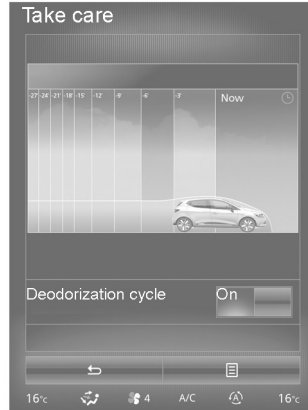 Take care
-27' -24' -21' -18' -15' -12' -9' -6' -3' Now
Deodorization cycle On
16°C 4 A/C A 16°C